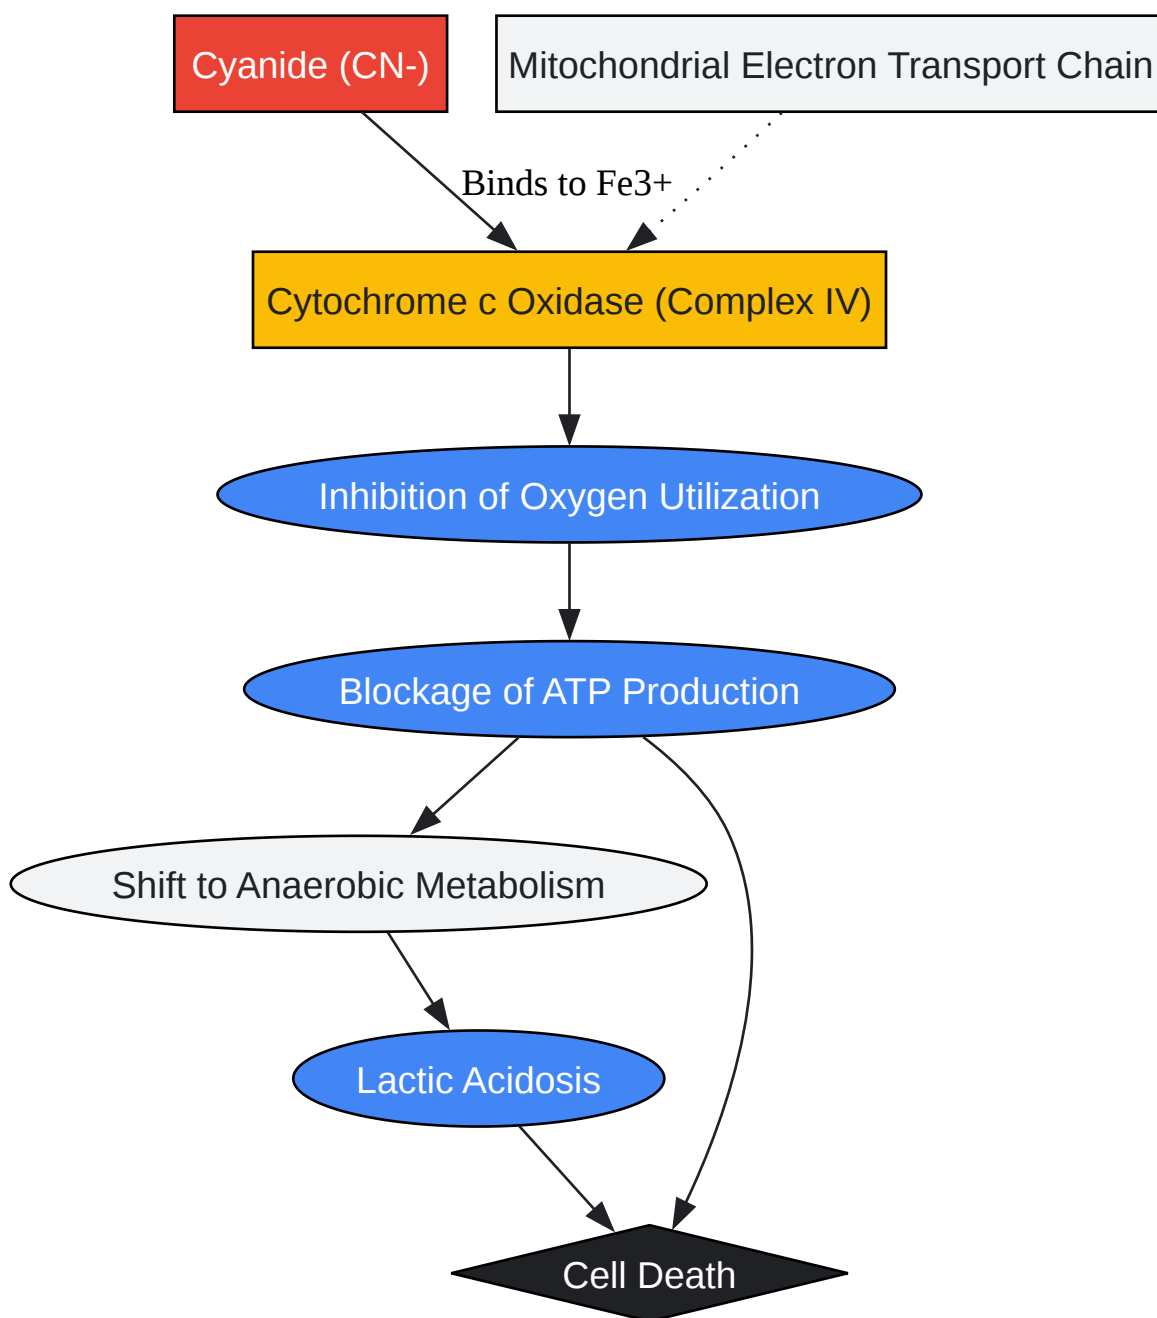 Cyanide (CN-)
Mitochondrial Electron Transport Chain
Binds to Fe3+
Cytochrome c Oxidase (Complex IV)
Inhibition of Oxygen Utilization
Blockage of ATP Production
Shift to Anaerobic Metabolism
Lactic Acidosis
Cell Death